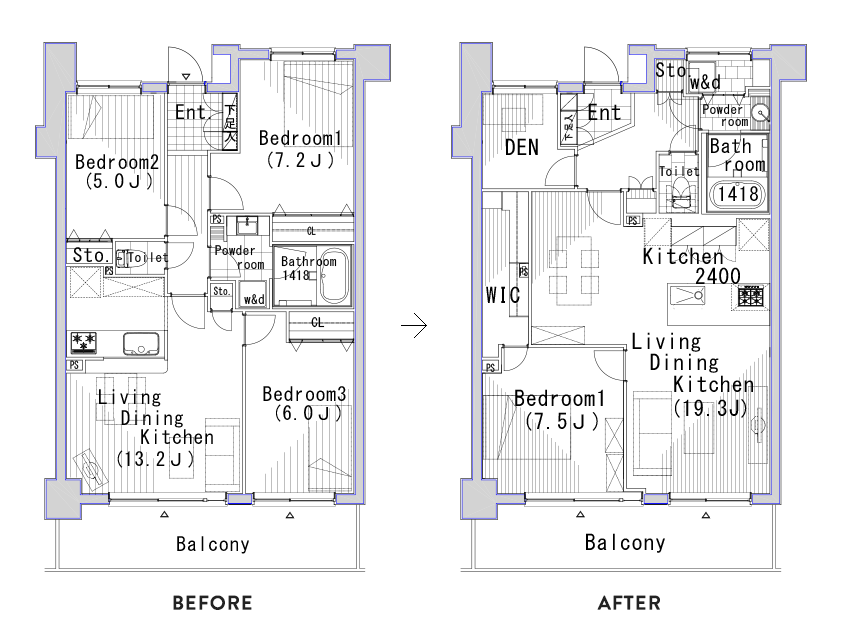 Ent.
下足入
Bedroom1
(7.2J)
Bedroom2
(5.0J)
PS
CL
Sto.
PS
Toilet
Powder
room
Bathroom
1418
Sto.
w&d
CL
PS
Bedroom3
(6.0J)
Living
Dining
Kitchen
(13.2J)
Balcony
BEFORE
Sto.
w&d
Ent
下足入
Powder
room
DEN
Bath
room
1418
Toilet
PS
Kitchen
2400
PS
WIC
Living
Dining
Kitchen
(19.3J)
PS
Bedroom1
(7.5J)
Balcony
AFTER